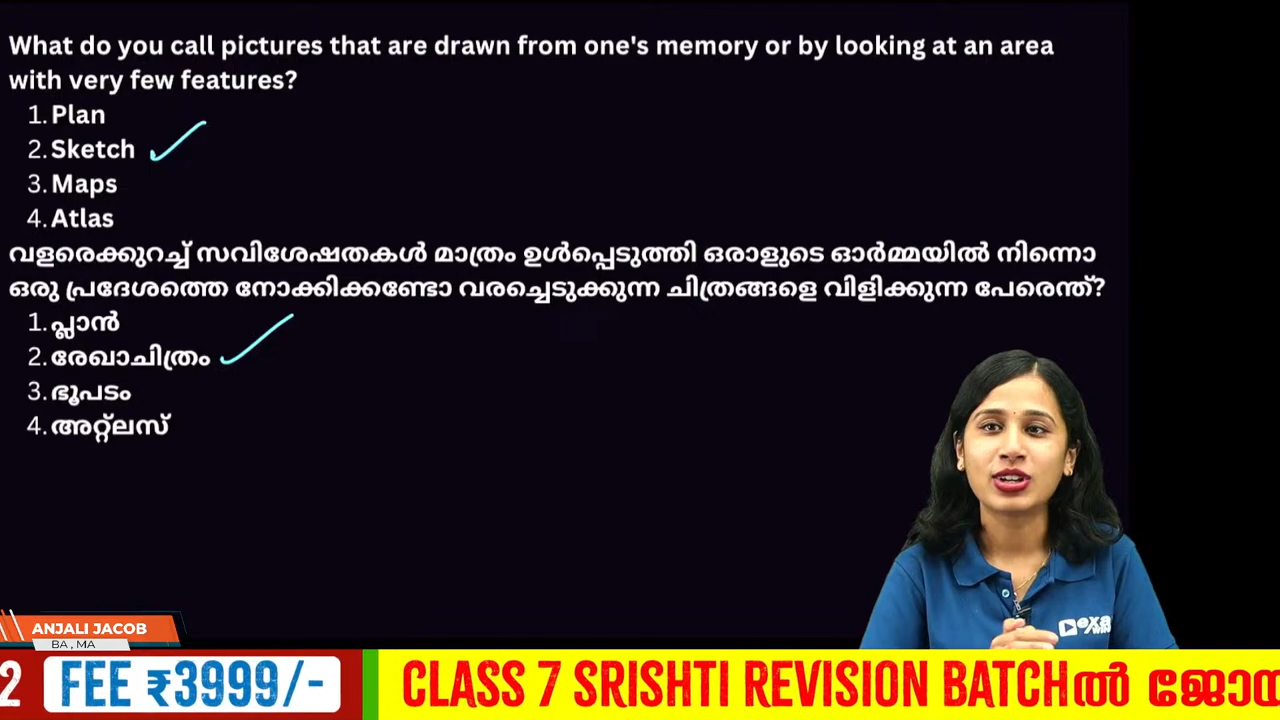 What do you call pictures that are drawn from one's memory or by looking at an area
with very few features?
1. Plan
2. Sketch
3. Maps
4. Atlas
വളരെക്കുറച്ച് സവിശേഷതകൾ മാത്രം ഉൾപ്പെടുത്തി ഒരാളുടെ ഓർമ്മയിൽ നിന്നൊ
ഒരു പ്രദേശത്തെ നോക്കിക്കണ്ടോ വരച്ചെടുക്കുന്ന ചിത്രങ്ങളെ വിളിക്കുന്ന പേരെന്ത്?
1. പ്ലാൻ
2. രേഖാചിത്രം
3. ഭൂപടം
4. അറ്റ്ലസ്
ANJALI JACOB
BA , MA
2 FEE ₹3999/- CLASS 7 SRISHTI REVISION BATCHൽ